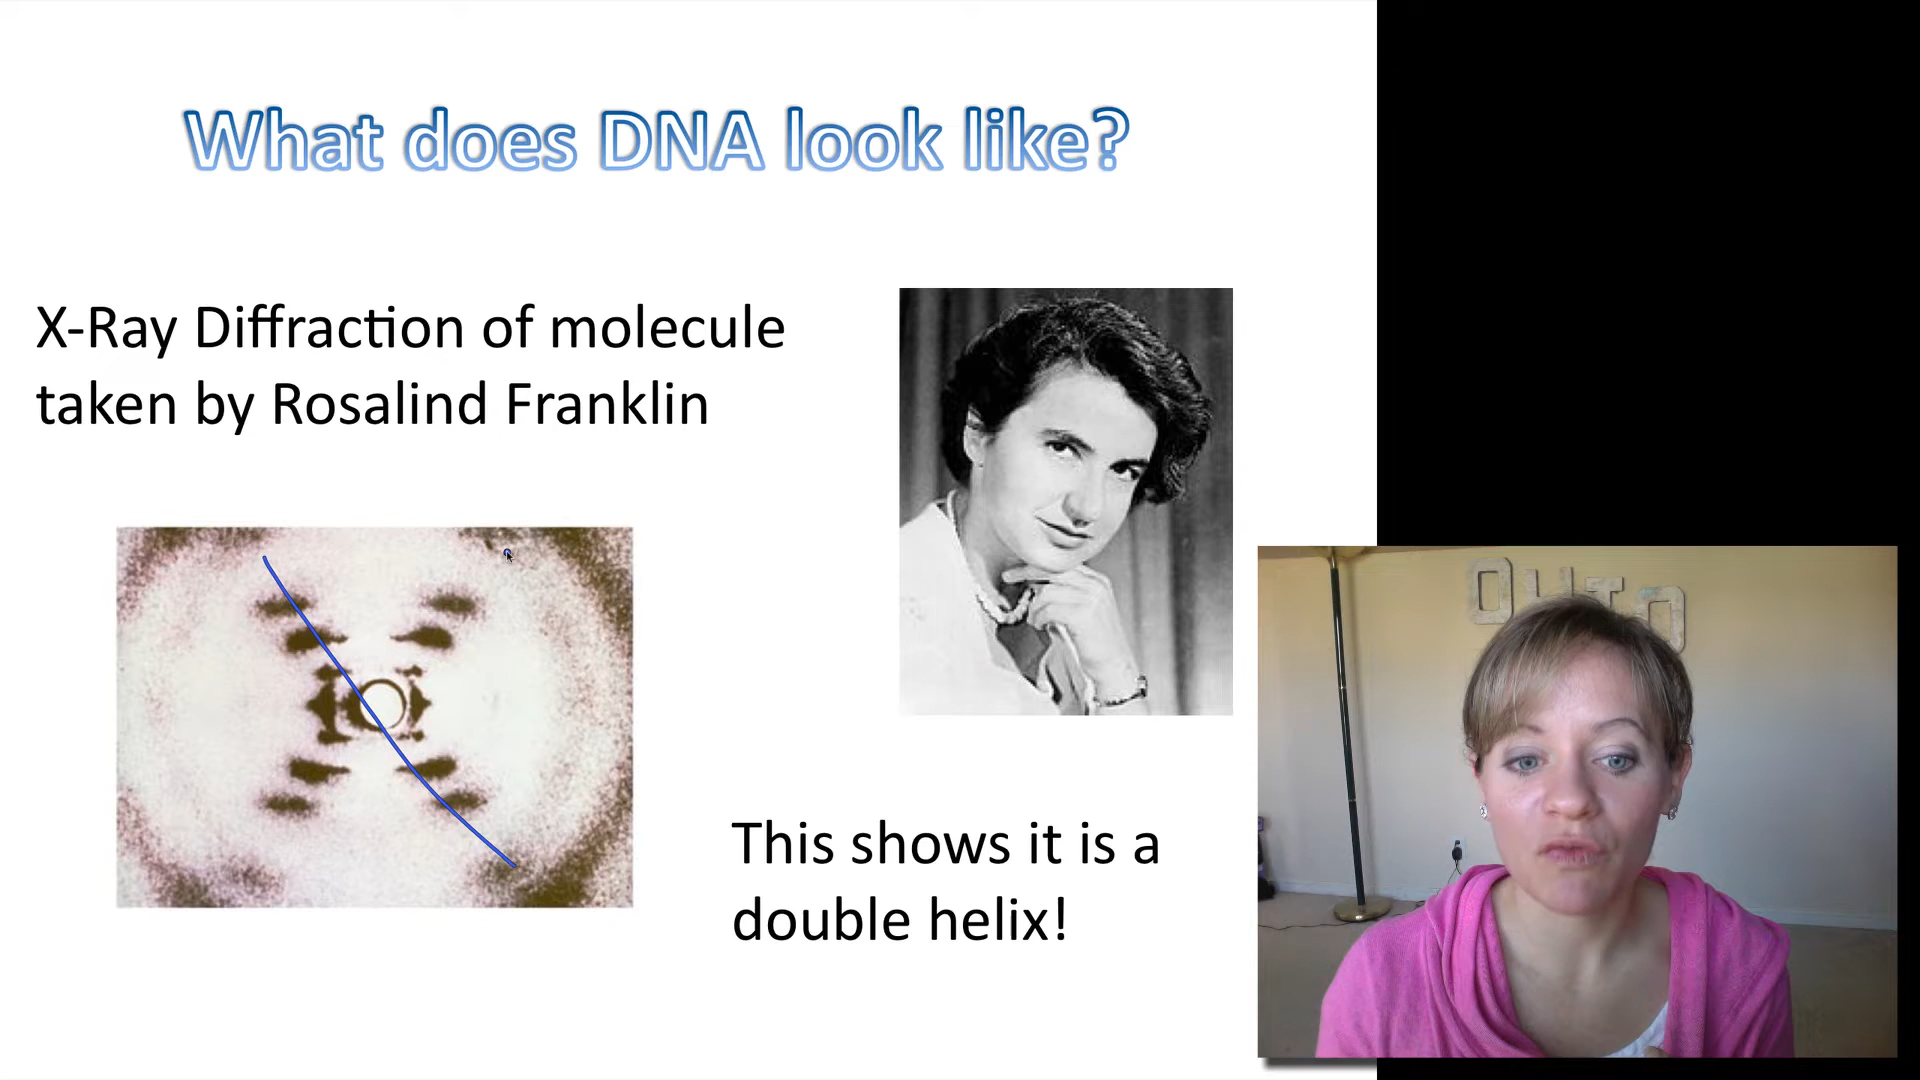 What does DNA look like?
X-Ray Diffraction of molecule
taken by Rosalind Franklin
This shows it is a
double helix!
OHIO